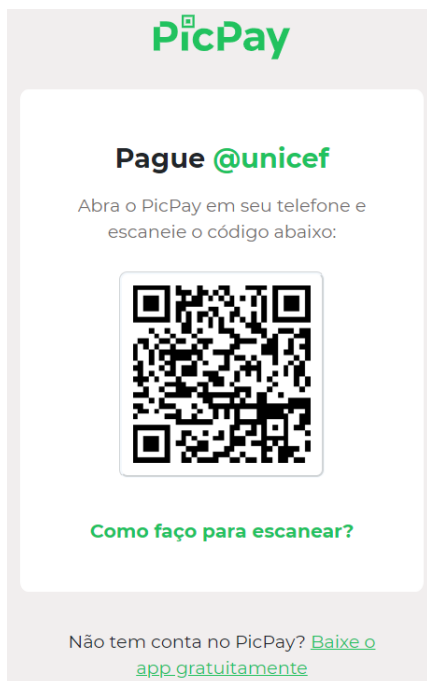 PicPay
Pague @unicef
Abra o PicPay em seu telefone e
escaneie o código abaixo:
Como faço para escanear?
Não tem conta no PicPay? Baixe o
app gratuitamente